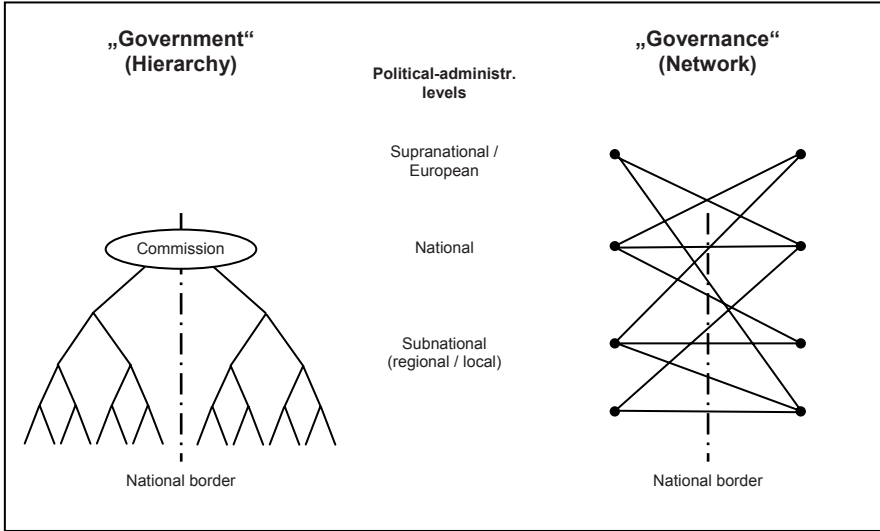 „Government“
(Hierarchy)
Commission
National border
Political-administr.
levels
Supranational /
European
National
Subnational
(regional / local)
„Governance“
(Network)
National border